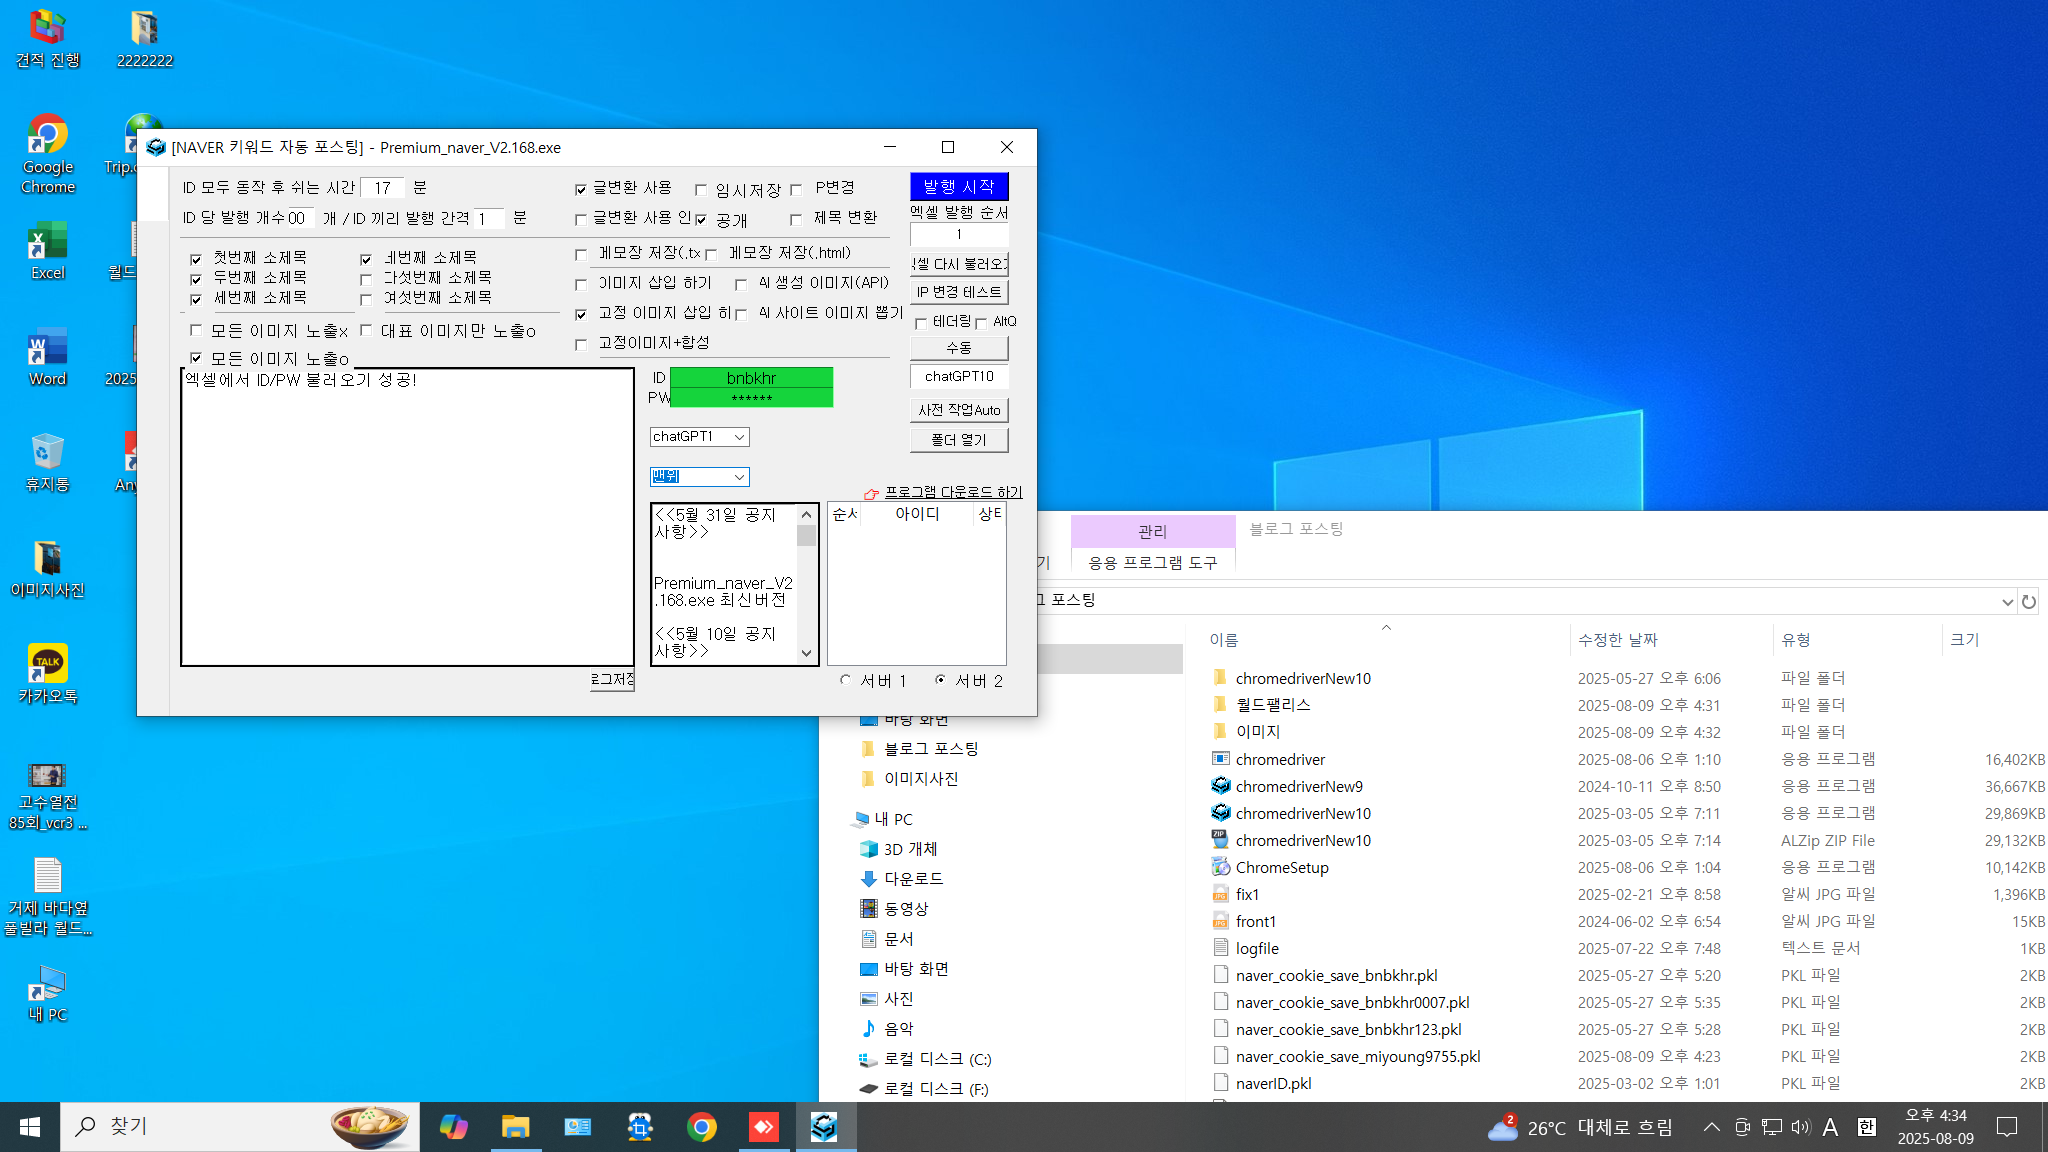 견적 진행
2222222
Google Chrome
Trip.
Excel
월드
Word
2025
휴지통
Any
이미지사진
TALK
카카오톡
고수열전
85회_vcr3 ...
거제 바다옆
풀빌라 월드...
내 PC
[NAVER 키워드 자동 포스팅] - Premium_naver_V2.168.exe
ID 모두 동작 후 쉬는 시간 17 분
ID 당 발행 개수 00 개 / ID 끼리 발행 간격 1 분
글변환 사용
임시저장
P변경
글변환 사용 인
공개
제목 변환
첫번째 소제목
네번째 소제목
두번째 소제목
다섯번째 소제목
세번째 소제목
여섯번째 소제목
모든 이미지 노출x
대표 이미지만 노출o
모든 이미지 노출o
메모장 저장(.tx
메모장 저장(.html)
이미지 삽입 하기
AI 생성 이미지(API)
고정 이미지 삽입 히
AI 사이트 이미지 뽑기
고정이미지+합성
발행 시작
엑셀 발행 순서
1
엑셀 다시 불러오기
IP 변경 테스트
테더링
AltQ
수동
chatGPT10
사전 작업Auto
폴더 열기
엑셀에서 ID/PW 불러오기 성공!
ID bnbkhr
PW ******
chatGPT1
맨위
프로그램 다운로드 하기
<<5월 31일 공지
사항>>
Premium_naver_V2
.168.exe 최신버전
<<5월 10일 공지
사항>>
순서 아이디 상태
로그저장
서버 1
서버 2
관리
블로그 포스팅
기
응용 프로그램 도구
그 포스팅
이름 수정한 날짜 유형 크기
chromedriverNew10 2025-05-27 오후 6:06 파일 폴더
월드팰리스 2025-08-09 오후 4:31 파일 폴더
이미지 2025-08-09 오후 4:32 파일 폴더
chromedriver 2025-08-06 오후 1:10 응용 프로그램 16,402KB
chromedriverNew9 2024-10-11 오후 8:50 응용 프로그램 36,667KB
chromedriverNew10 2025-03-05 오후 7:11 응용 프로그램 29,869KB
chromedriverNew10 2025-03-05 오후 7:14 ALZip ZIP File 29,132KB
ChromeSetup 2025-08-06 오후 1:04 응용 프로그램 10,142KB
fix1 2025-02-21 오후 8:58 알씨 JPG 파일 1,396KB
front1 2024-06-02 오후 6:54 알씨 JPG 파일 15KB
logfile 2025-07-22 오후 7:48 텍스트 문서 1KB
naver_cookie_save_bnbkhr.pkl 2025-05-27 오후 5:20 PKL 파일 2KB
naver_cookie_save_bnbkhr0007.pkl 2025-05-27 오후 5:35 PKL 파일 2KB
naver_cookie_save_bnbkhr123.pkl 2025-05-27 오후 5:28 PKL 파일 2KB
naver_cookie_save_miyoung9755.pkl 2025-08-09 오후 4:23 PKL 파일 2KB
naverID.pkl 2025-03-02 오후 1:01 PKL 파일 2KB
바탕 화면
블로그 포스팅
이미지사진
내 PC
3D 개체
다운로드
동영상
문서
바탕 화면
사진
음악
로컬 디스크 (C:)
로컬 디스크 (F:)
찾기
2
26°C 대체로 흐림
A
한
오후 4:34
2025-08-09